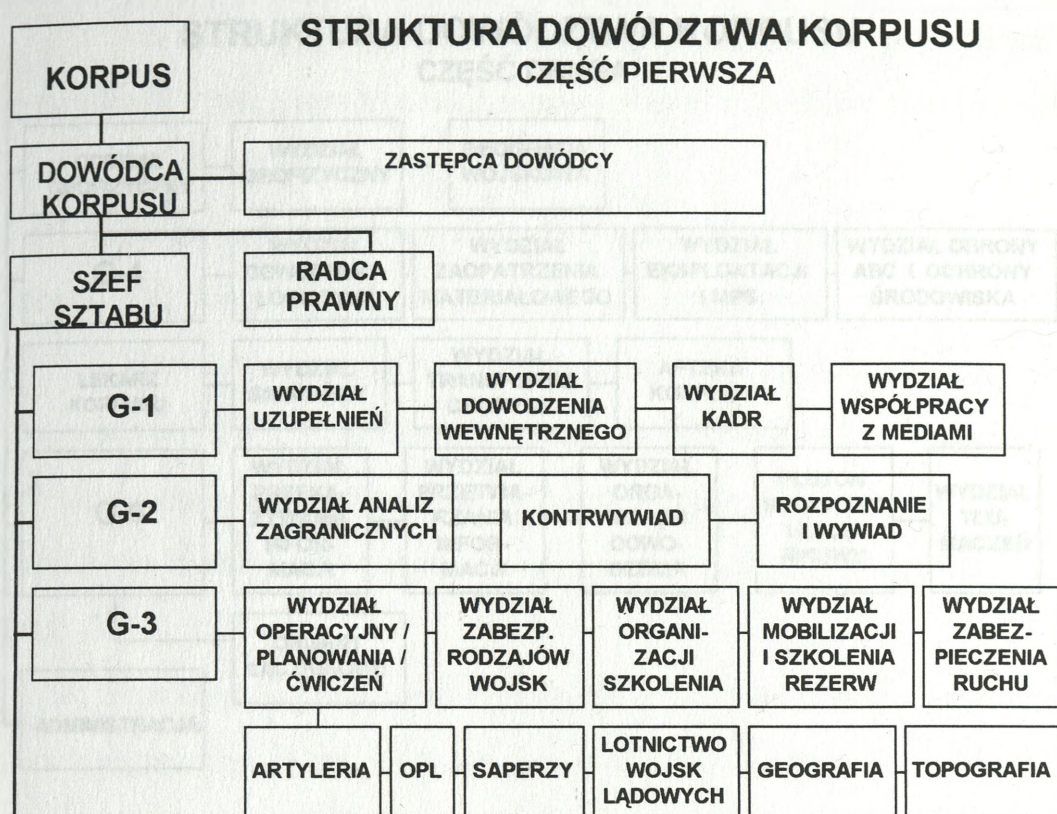 STRUKTURA DOWÓDZTWA KORPUSU
CZĘŚĆ PIERWSZA
KORPUS
DOWÓDCA
KORPUSU
ZASTĘPCA DOWÓDCY
SZEF
SZTABU
RADCA
PRAWNY
G-1
WYDZIAŁ
UZUPEŁNIEŃ
WYDZIAŁ
DOWODZENIA
WEWNĘTRZNEGO
WYDZIAŁ
KADR
WYDZIAŁ
WSPÓŁPRACY
Z MEDIAMI
G-2
WYDZIAŁ ANALIZ
ZAGRANICZNYCH
KONTRWYWIAD
ROZPOZNANIE
I WYWIAD
G-3
WYDZIAŁ
OPERACYJNY /
PLANOWANIA /
ĆWICZEŃ
WYDZIAŁ
ZABEZP.
RODZAJÓW
WOJSK
WYDZIAŁ
ORGANI-
ZACJI
SZKOLENIA
WYDZIAŁ
MOBILIZACJI
I SZKOLENIA
REZERW
WYDZIAŁ
ZABEZ-
PIECZENIA
RUCHU
ARTYLERIA
OPL
SAPERZY
LOTNICTWO
WOJSK
LĄDOWYCH
GEOGRAFIA
TOPOGRAFIA